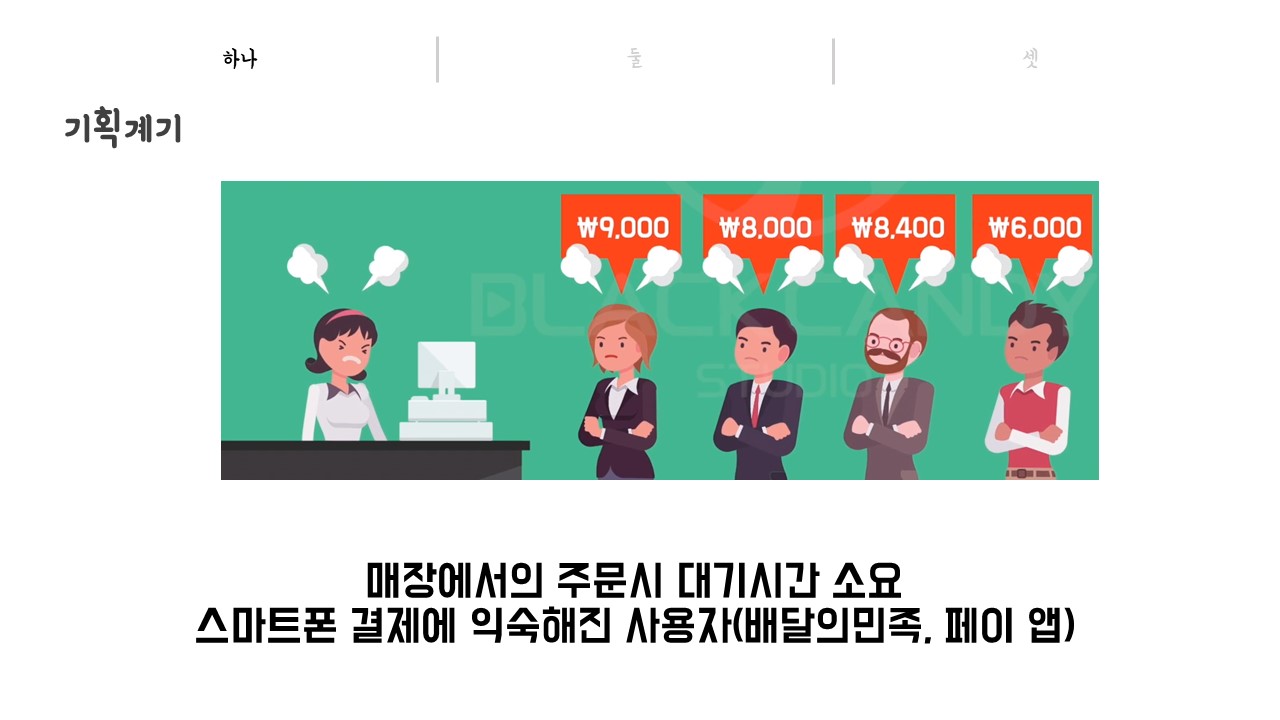 하나
둘
셋
기획계기
₩9,000
₩8,000
₩8,400
₩6,000
BLACK CANDY
STUDIO
매장에서의 주문시 대기시간 소요
스마트폰 결제에 익숙해진 사용자(배달의민족, 페이 앱)